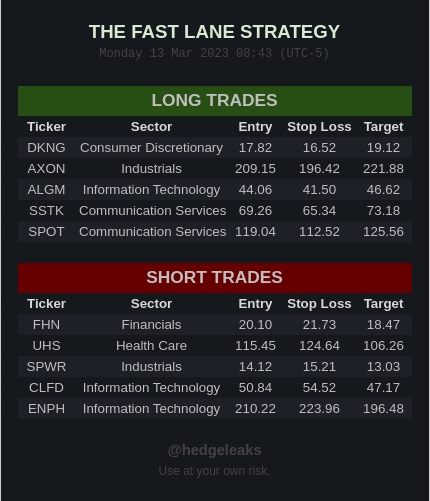 THE FAST LANE STRATEGY
Monday 13 Mar 2023 08:43 (UTC-5)
LONG TRADES
Ticker Sector Entry Stop Loss Target
DKNG Consumer Discretionary 17.82 16.52 19.12
AXON Industrials 209.15 196.42 221.88
ALGM Information Technology 44.06 41.50 46.62
SSTK Communication Services 69.26 65.34 73.18
SPOT Communication Services 119.04 112.52 125.56
SHORT TRADES
Ticker Sector Entry Stop Loss Target
FHN Financials 20.10 21.73 18.47
UHS Health Care 115.45 124.64 106.26
SPWR Industrials 14.12 15.21 13.03
CLFD Information Technology 50.84 54.52 47.17
ENPH Information Technology 210.22 223.96 196.48
@hedgeleaks
Use at your own risk.